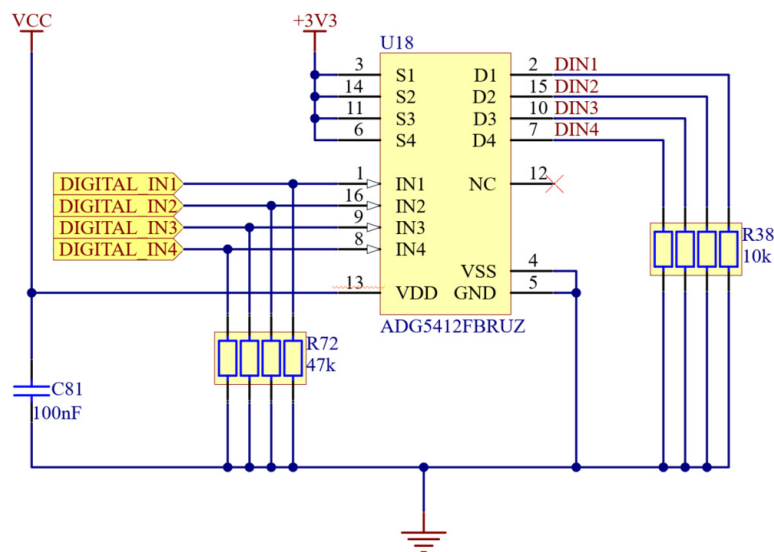 VCC
+3V3
U18
3 S1 D1 2 DIN1
14 S2 D2 15 DIN2
11 S3 D3 10 DIN3
6 S4 D4 7 DIN4
DIGITAL_IN1 1 IN1 NC 12
DIGITAL_IN2 16 IN2
DIGITAL_IN3 9 IN3
DIGITAL_IN4 8 IN4
R38
10k
VSS 4
13 VDD GND 5
ADG5412FBRUZ
R72
47k
C81
100nF